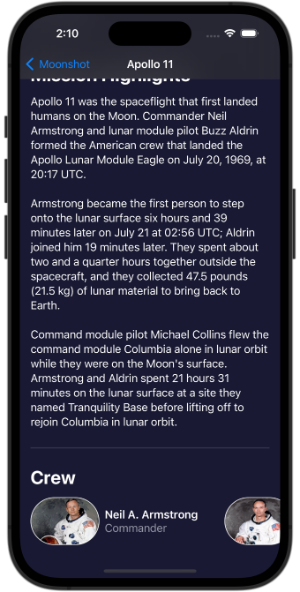 2:10
Moonshot
Apollo 11
Mission Highlights
Apollo 11 was the spaceflight that first landed
humans on the Moon. Commander Neil
Armstrong and lunar module pilot Buzz Aldrin
formed the American crew that landed the
Apollo Lunar Module Eagle on July 20, 1969, at
20:17 UTC.
Armstrong became the first person to step
onto the lunar surface six hours and 39
minutes later on July 21 at 02:56 UTC; Aldrin
joined him 19 minutes later. They spent about
two and a quarter hours together outside the
spacecraft, and they collected 47.5 pounds
(21.5 kg) of lunar material to bring back to
Earth.
Command module pilot Michael Collins flew the
command module Columbia alone in lunar orbit
while they were on the Moon's surface.
Armstrong and Aldrin spent 21 hours 31
minutes on the lunar surface at a site they
named Tranquility Base before lifting off to
rejoin Columbia in lunar orbit.
Crew
Neil A. Armstrong
Commander